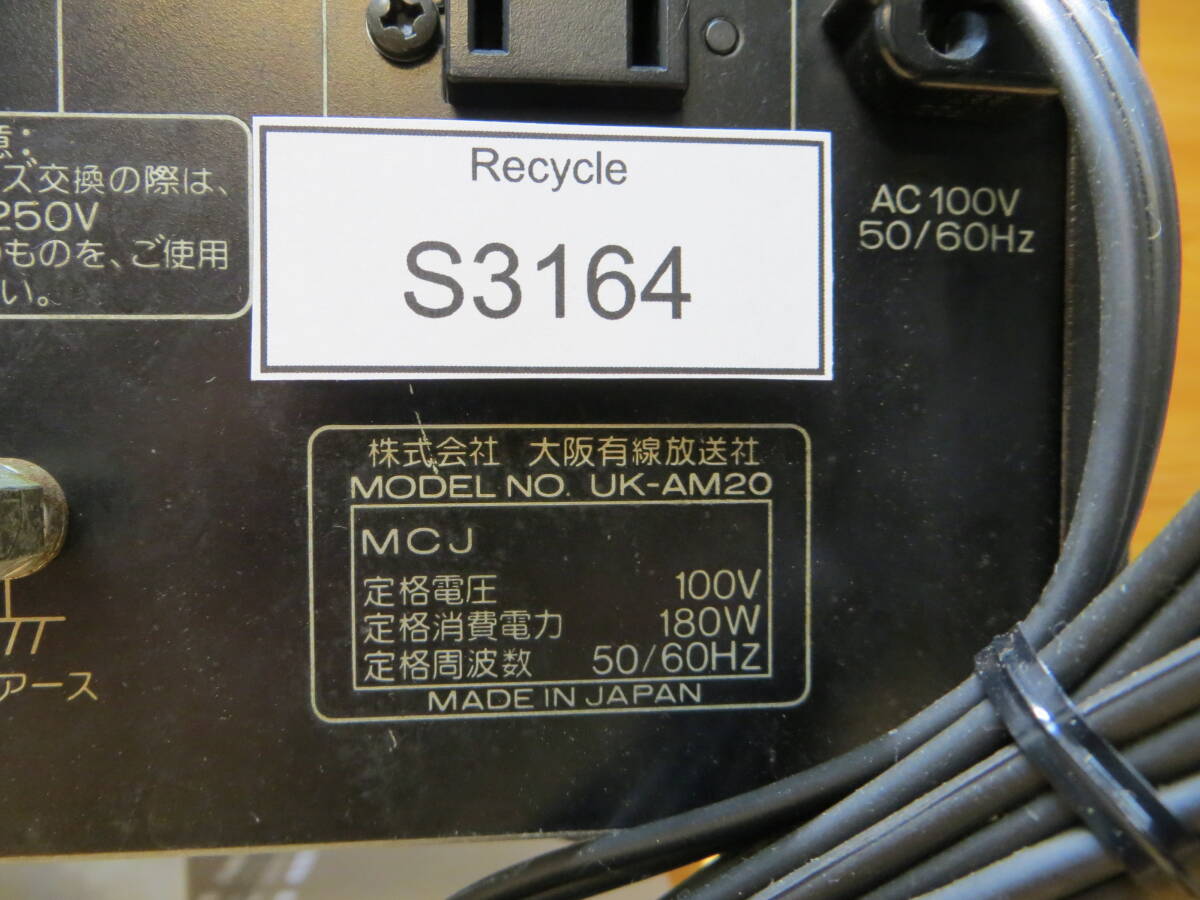 意:
ズ交換の際は、
250V
のものを、ご使用
い。
Recycle
S3164
AC 100V
50/60Hz
株式会社 大阪有線放送社
MODEL NO. UK-AM20
MCJ
定格電圧 100V
定格消費電力 180W
定格周波数 50/60HZ
MADE IN JAPAN
アース